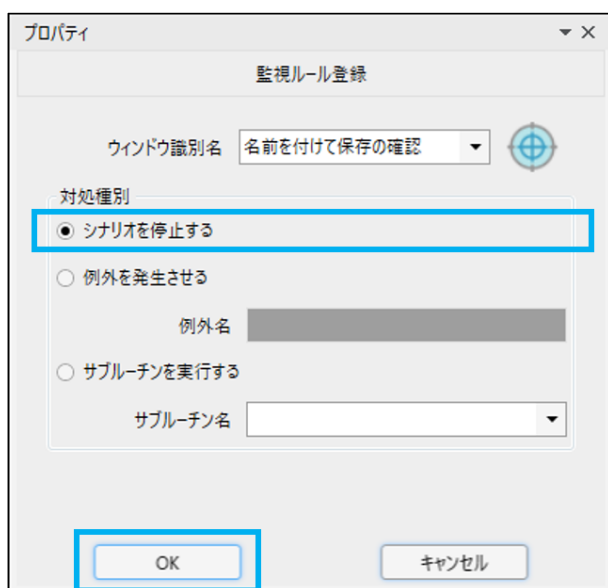 プロパティ
監視ルール登録
ウィンドウ識別名 名前を付けて保存の確認
対処種別
シナリオを停止する
例外を発生させる
例外名
サブルーチンを実行する
サブルーチン名
OK キャンセル